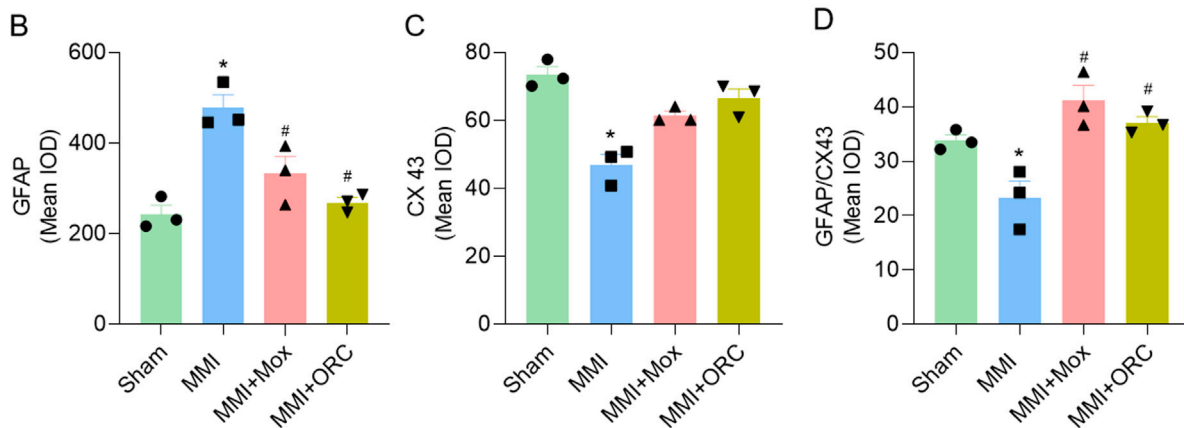 B
GFAP
(Mean IOD)
600
400
200
0
*
#
#
Sham
MMI
MMI+Mox
MMI+ORC
C
CX 43
(Mean IOD)
80
60
40
20
0
*
Sham
MMI
MMI+Mox
MMI+ORC
D
GFAP/CX43
(Mean IOD)
50
40
30
20
10
0
*
#
#
Sham
MMI
MMI+Mox
MMI+ORC